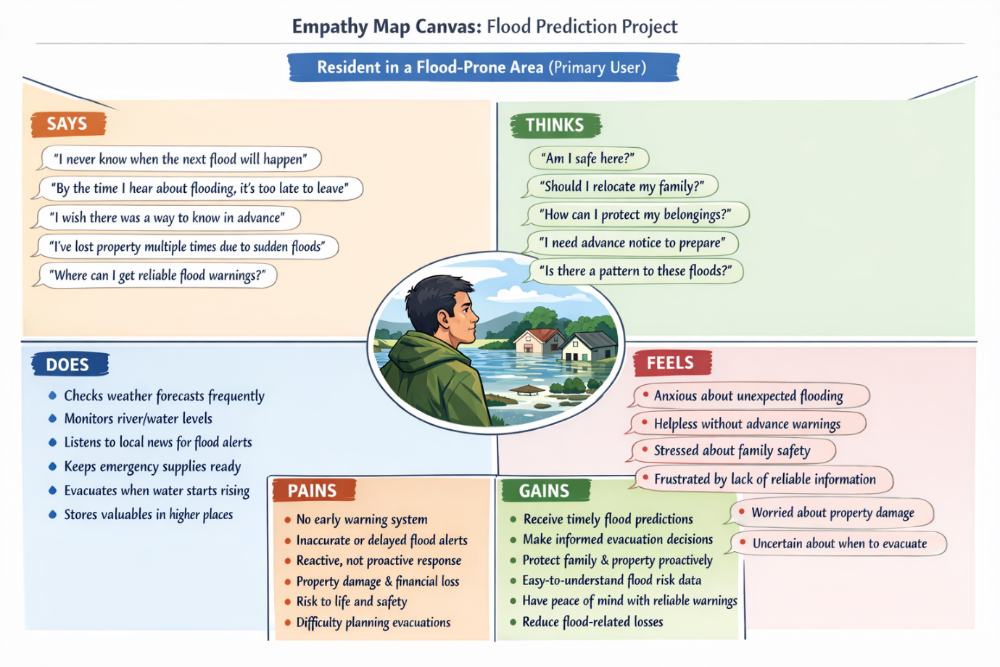 Empathy Map Canvas: Flood Prediction Project
Resident in a Flood-Prone Area (Primary User)
SAYS
"I never know when the next flood will happen"
"By the time I hear about flooding, it's too late to leave"
"I wish there was a way to know in advance"
"I've lost property multiple times due to sudden floods"
"Where can I get reliable flood warnings?"
THINKS
"Am I safe here?"
"Should I relocate my family?"
"How can I protect my belongings?"
"I need advance notice to prepare"
"Is there a pattern to these floods?"
DOES
Checks weather forecasts frequently
Monitors river/water levels
Listens to local news for flood alerts
Keeps emergency supplies ready
Evacuates when water starts rising
Stores valuables in higher places
FEELS
• Anxious about unexpected flooding
• Helpless without advance warnings
• Stressed about family safety
• Frustrated by lack of reliable information
• Worried about property damage
• Uncertain about when to evacuate
PAINS
• No early warning system
• Inaccurate or delayed flood alerts
• Reactive, not proactive response
• Property damage & financial loss
• Risk to life and safety
• Difficulty planning evacuations
GAINS
• Receive timely flood predictions
• Make informed evacuation decisions
• Protect family & property proactively
• Easy-to-understand flood risk data
• Have peace of mind with reliable warnings
• Reduce flood-related losses